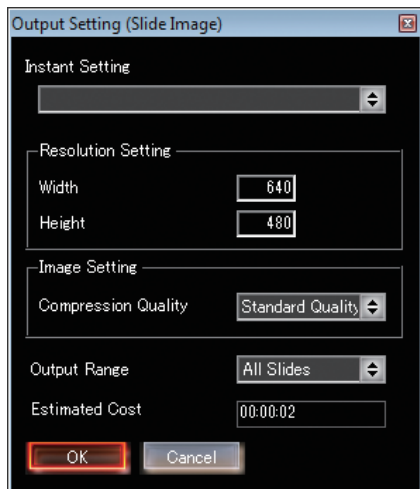 Output Setting (Slide Image)
Instant Setting
Resolution Setting
Width 640
Height 480
Image Setting
Compression Quality Standard Quality
Output Range All Slides
Estimated Cost 00:00:02
OK Cancel